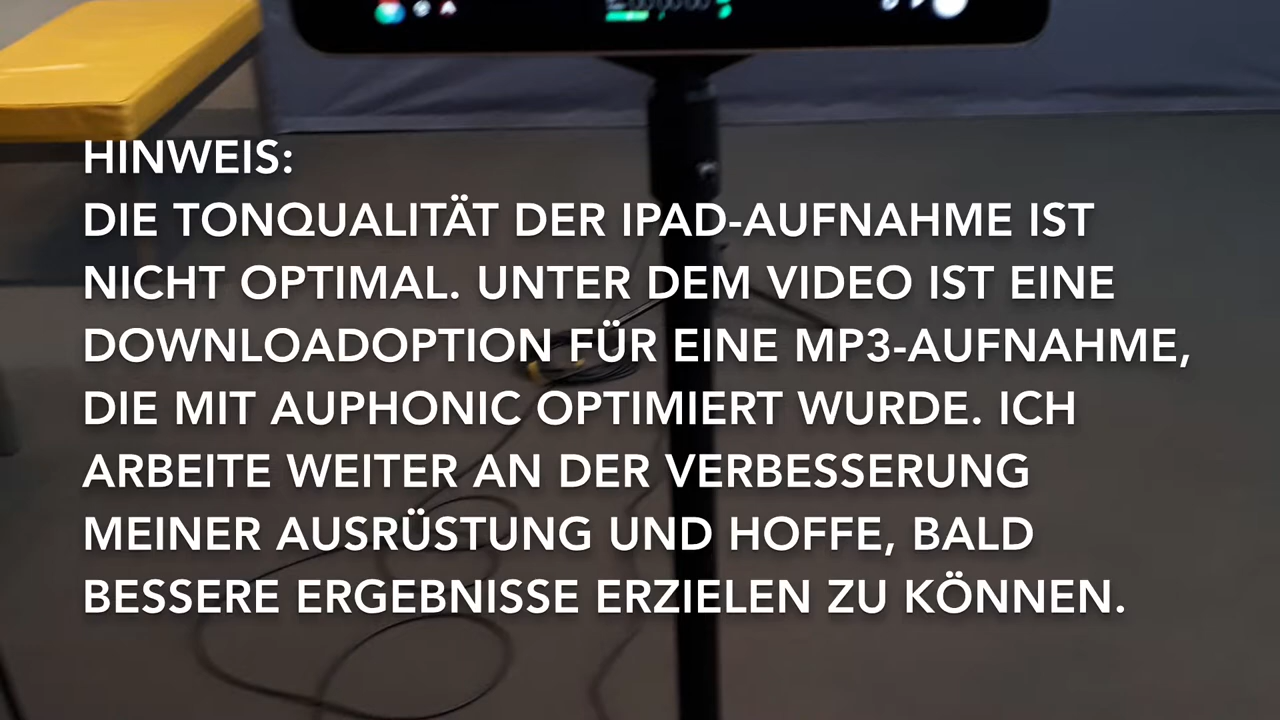 HINWEIS:
DIE TONQUALITÄT DER IPAD-AUFNAHME IST
NICHT OPTIMAL. UNTER DEM VIDEO IST EINE
DOWNLOADOPTION FÜR EINE MP3-AUFNAHME,
DIE MIT AUPHONIC OPTIMIERT WURDE. ICH
ARBEITE WEITER AN DER VERBESSERUNG
MEINER AUSRÜSTUNG UND HOFFE, BALD
BESSERE ERGEBNISSE ERZIELEN ZU KÖNNEN.